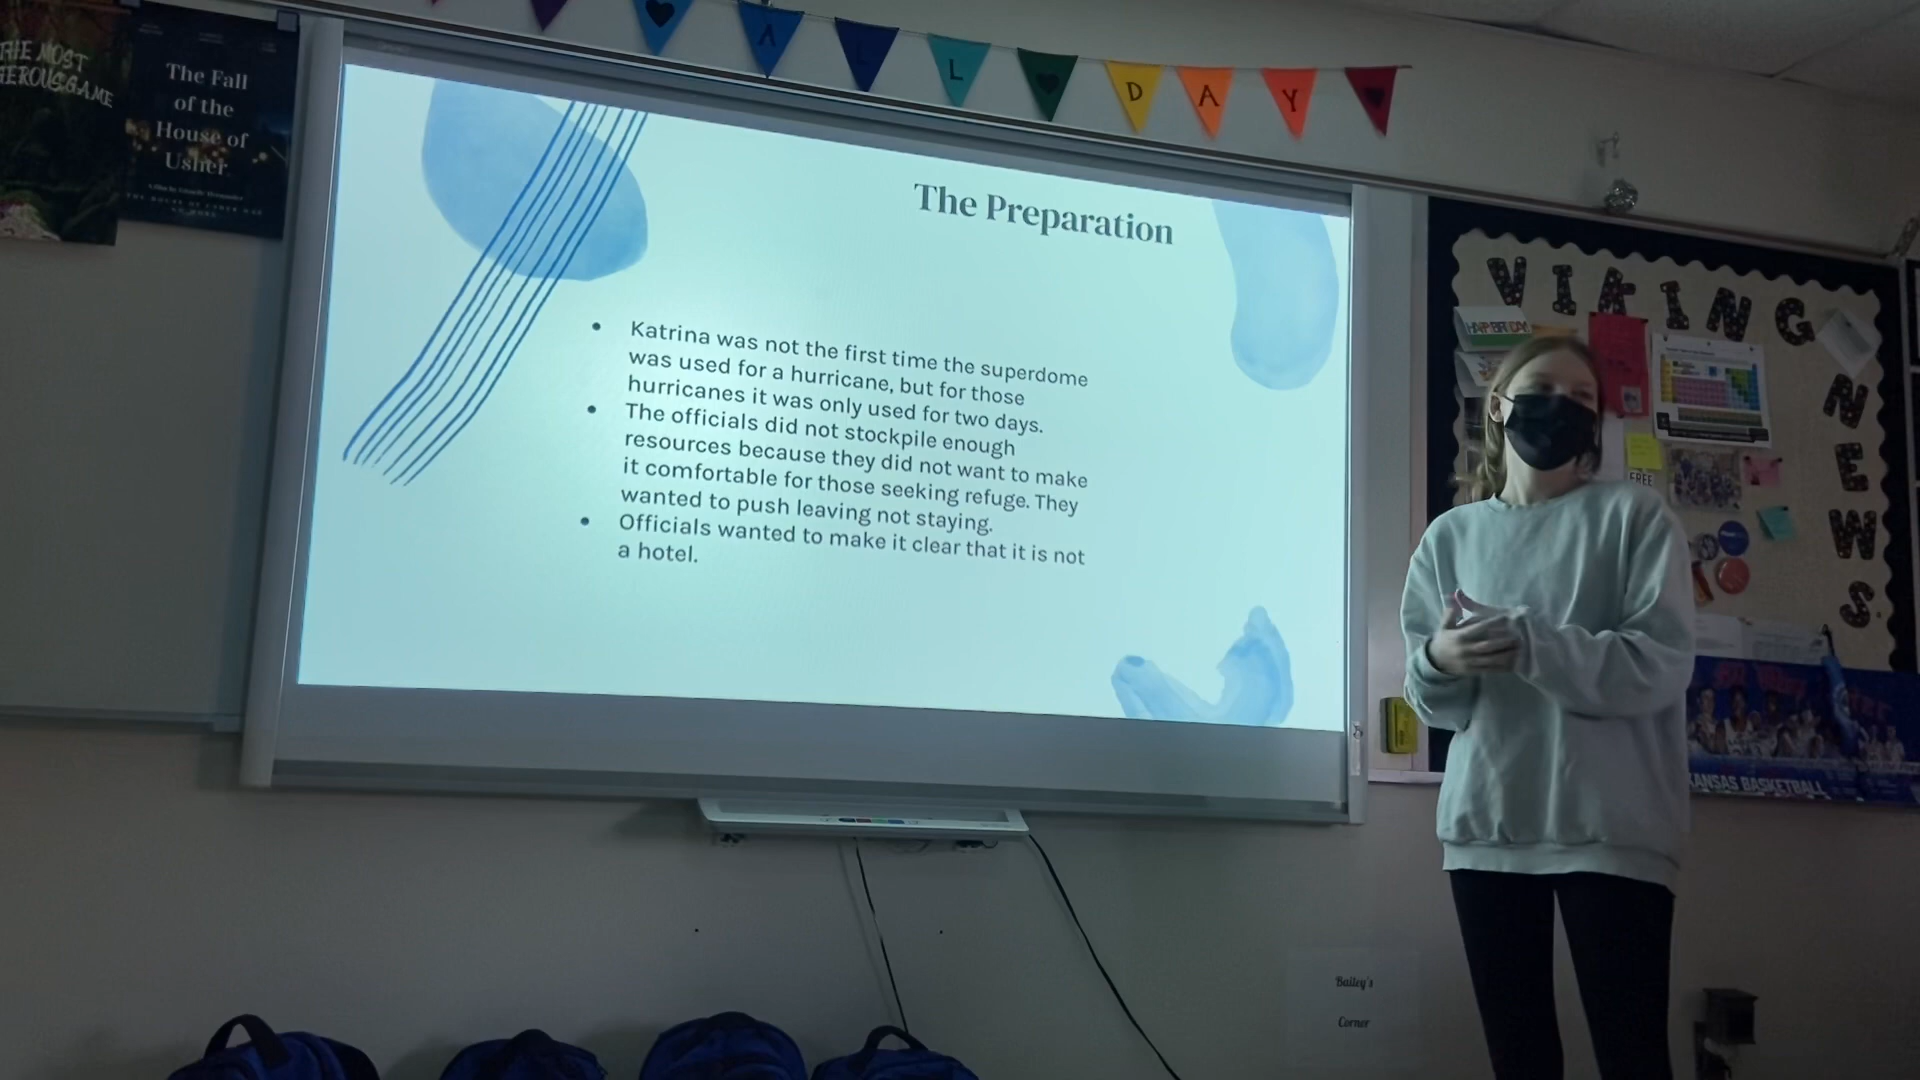 A L L D A Y
THE MOST
The Fall
of the
House of
Usher
The Preparation
• Katrina was not the first time the superdome
was used for a hurricane, but for those
hurricanes it was only used for two days.
• The officials did not stockpile enough
resources because they did not want to make
it comfortable for those seeking refuge. They
wanted to push leaving not staying.
• Officials wanted to make it clear that it is not
a hotel.
VIKING
NEWS
FREE
KANSAS BASKETBALL
Bailey's
Corner